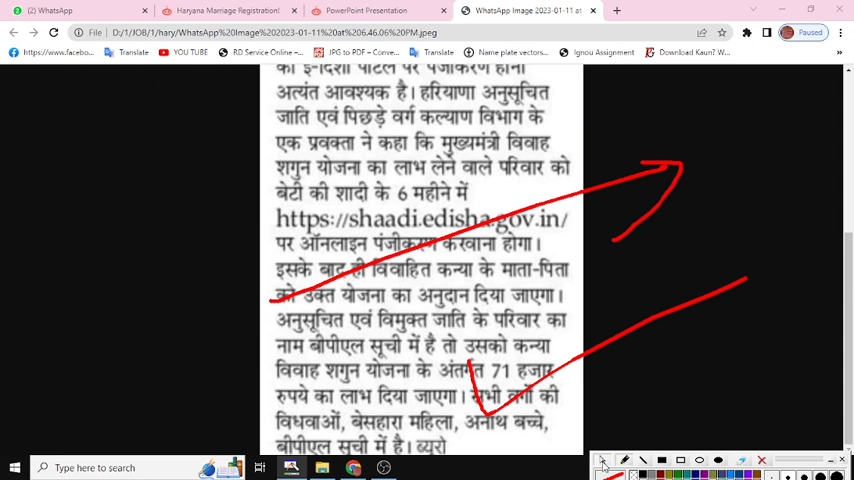 (2) WhatsApp
Haryana Marriage Registration!
PowerPoint Presentation
WhatsApp Image 2023-01-11 at
File | D:/1/JOB/1/hary/WhatsApp%20Image%202023-01-11%20at%206.46.06%20PM.jpeg
Paused
https://www.facebo...
Translate
YOU TUBE
RD Service Online -...
JPG to PDF – Conve...
Translate
Name plate vector...
Ignou Assignment
Download Kaun? W...
को ई-दिशा पोर्टल पर पंजीकरण होना
अत्यंत आवश्यक है। हरियाणा अनुसूचित
जाति एवं पिछड़े वर्ग कल्याण विभाग के
एक प्रवक्ता ने कहा कि मुख्यमंत्री विवाह
शगुन योजना का लाभ लेने वाले परिवार को
बेटी की शादी के 6 महीने में
https://shaadi.edisha.gov.in/
पर ऑनलाइन पंजीकरण करवाना होगा।
इसके बाद ही विवाहित कन्या के माता-पिता
को उक्त योजना का अनुदान दिया जाएगा।
अनुसूचित एवं विमुक्त जाति के परिवार का
नाम बीपीएल सूची में है तो उसको कन्या
विवाह शगुन योजना के अंतर्गत 71 हजार
रुपये का लाभ दिया जाएगा। सभी वर्गों की
विधवाओं, बेसहारा महिला, अनाथ बच्चे,
बीपीएल सूची में है। ब्यूरो
Type here to search